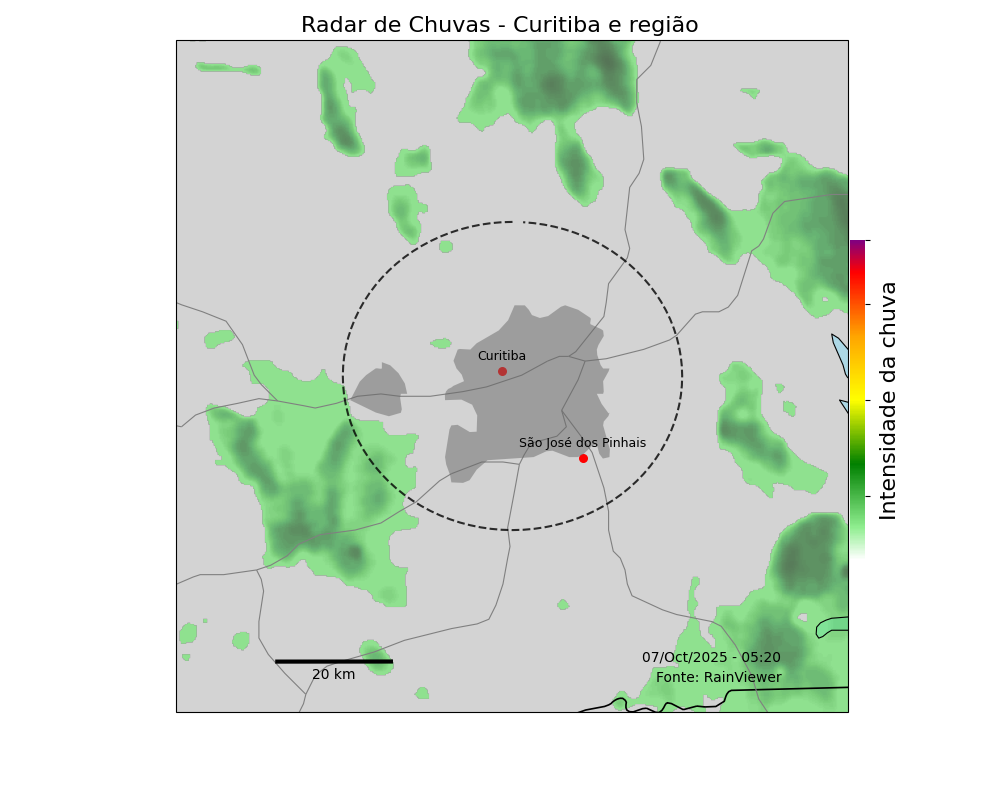 Radar de Chuvas - Curitiba e região
Curitiba
São José dos Pinhais
Intensidade da chuva
07/Oct/2025 - 05:20
Fonte: RainViewer
20 km